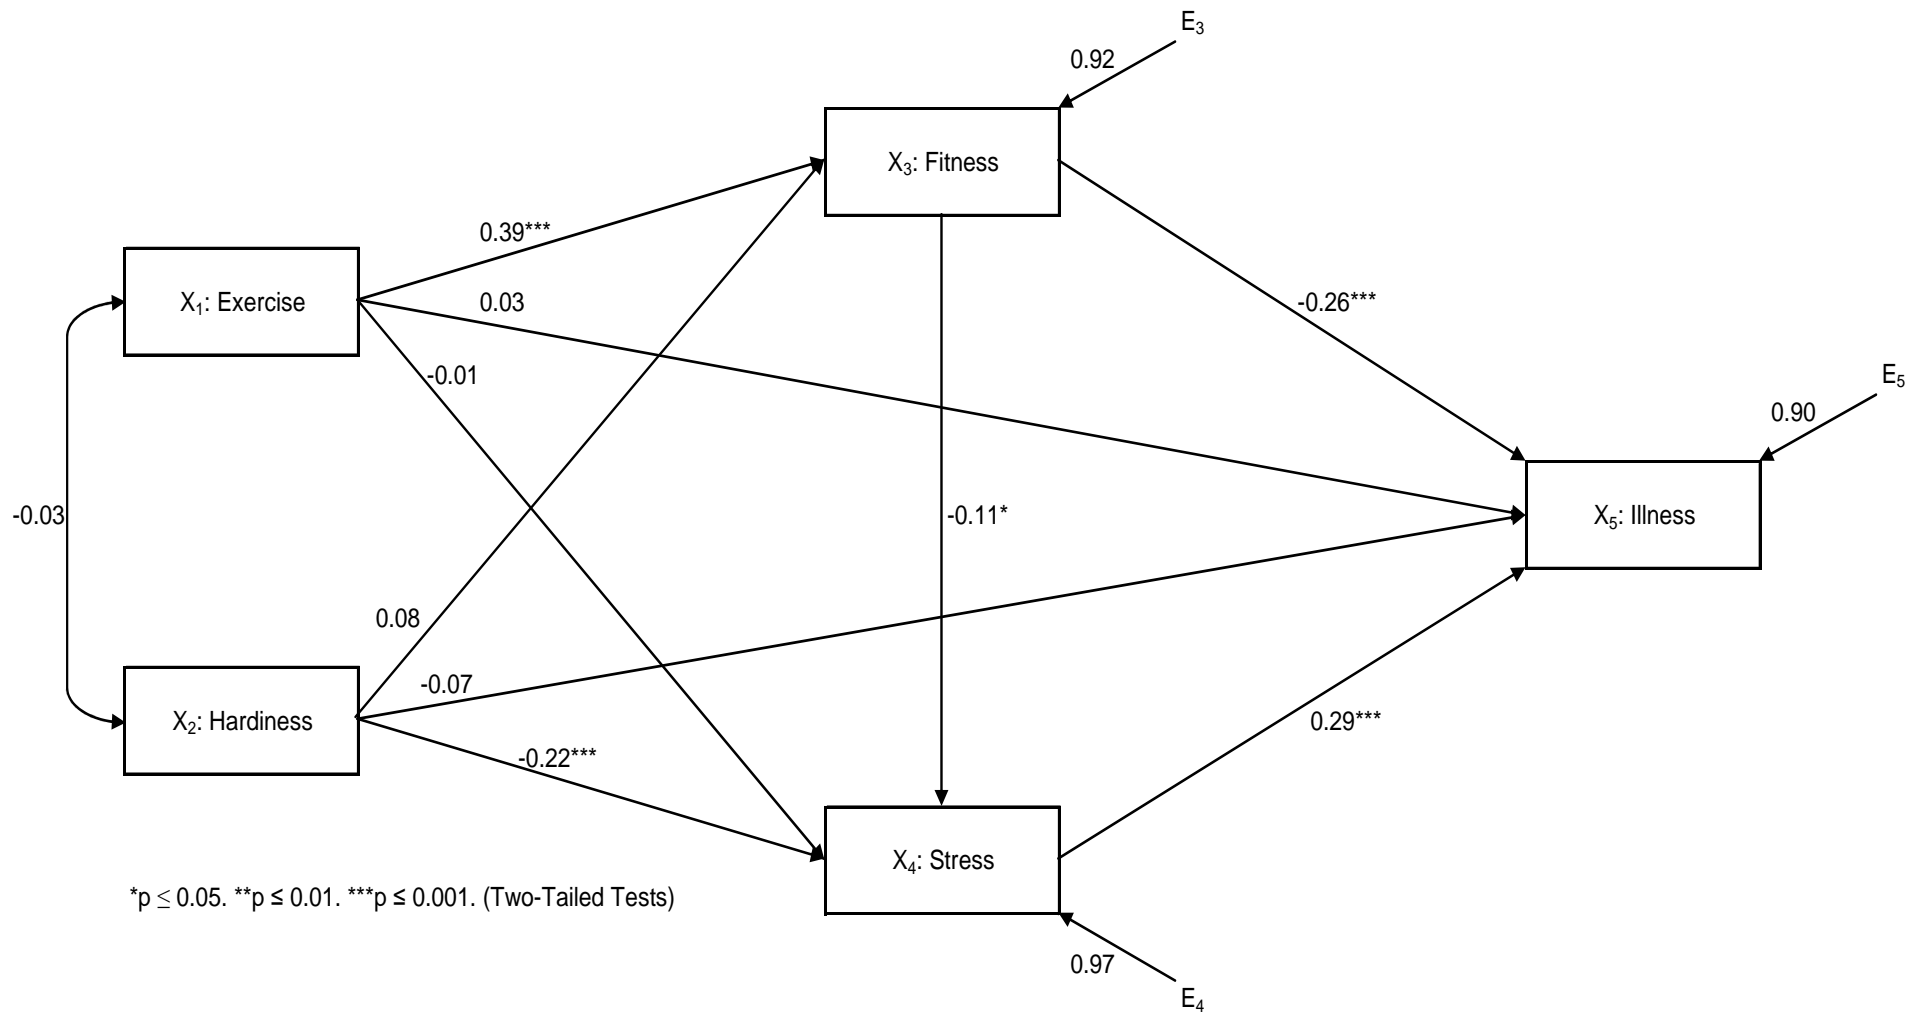 E3
0.92
X3: Fitness
0.39***
X1: Exercise
0.03
-0.26***
-0.01
E5
0.90
-0.03
-0.11*
X5: Illness
0.08
-0.07
X2: Hardiness
0.29***
-0.22***
X4: Stress
*p ≤ 0.05. **p ≤ 0.01. ***p ≤ 0.001. (Two-Tailed Tests)
0.97
E4